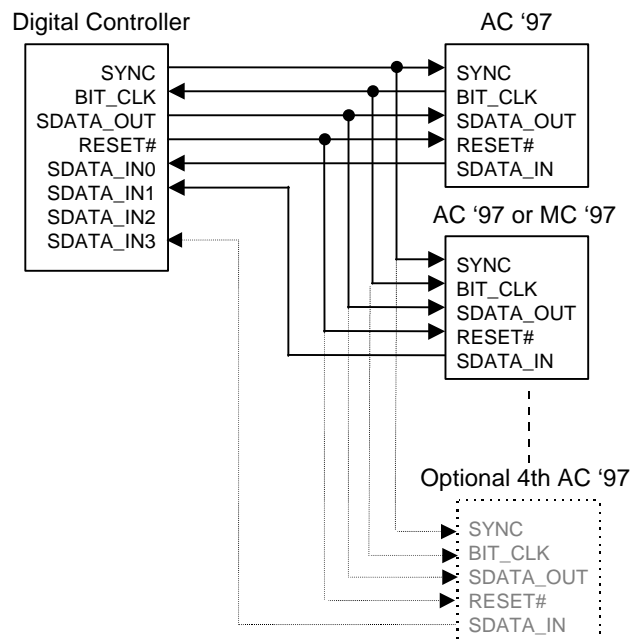 Digital Controller
SYNC
BIT_CLK
SDATA_OUT
RESET#
SDATA_IN0
SDATA_IN1
SDATA_IN2
SDATA_IN3
AC ‘97
SYNC
BIT_CLK
SDATA_OUT
RESET#
SDATA_IN
AC ‘97 or MC ‘97
SYNC
BIT_CLK
SDATA_OUT
RESET#
SDATA_IN
Optional 4th AC ‘97
SYNC
BIT_CLK
SDATA_OUT
RESET#
SDATA_IN